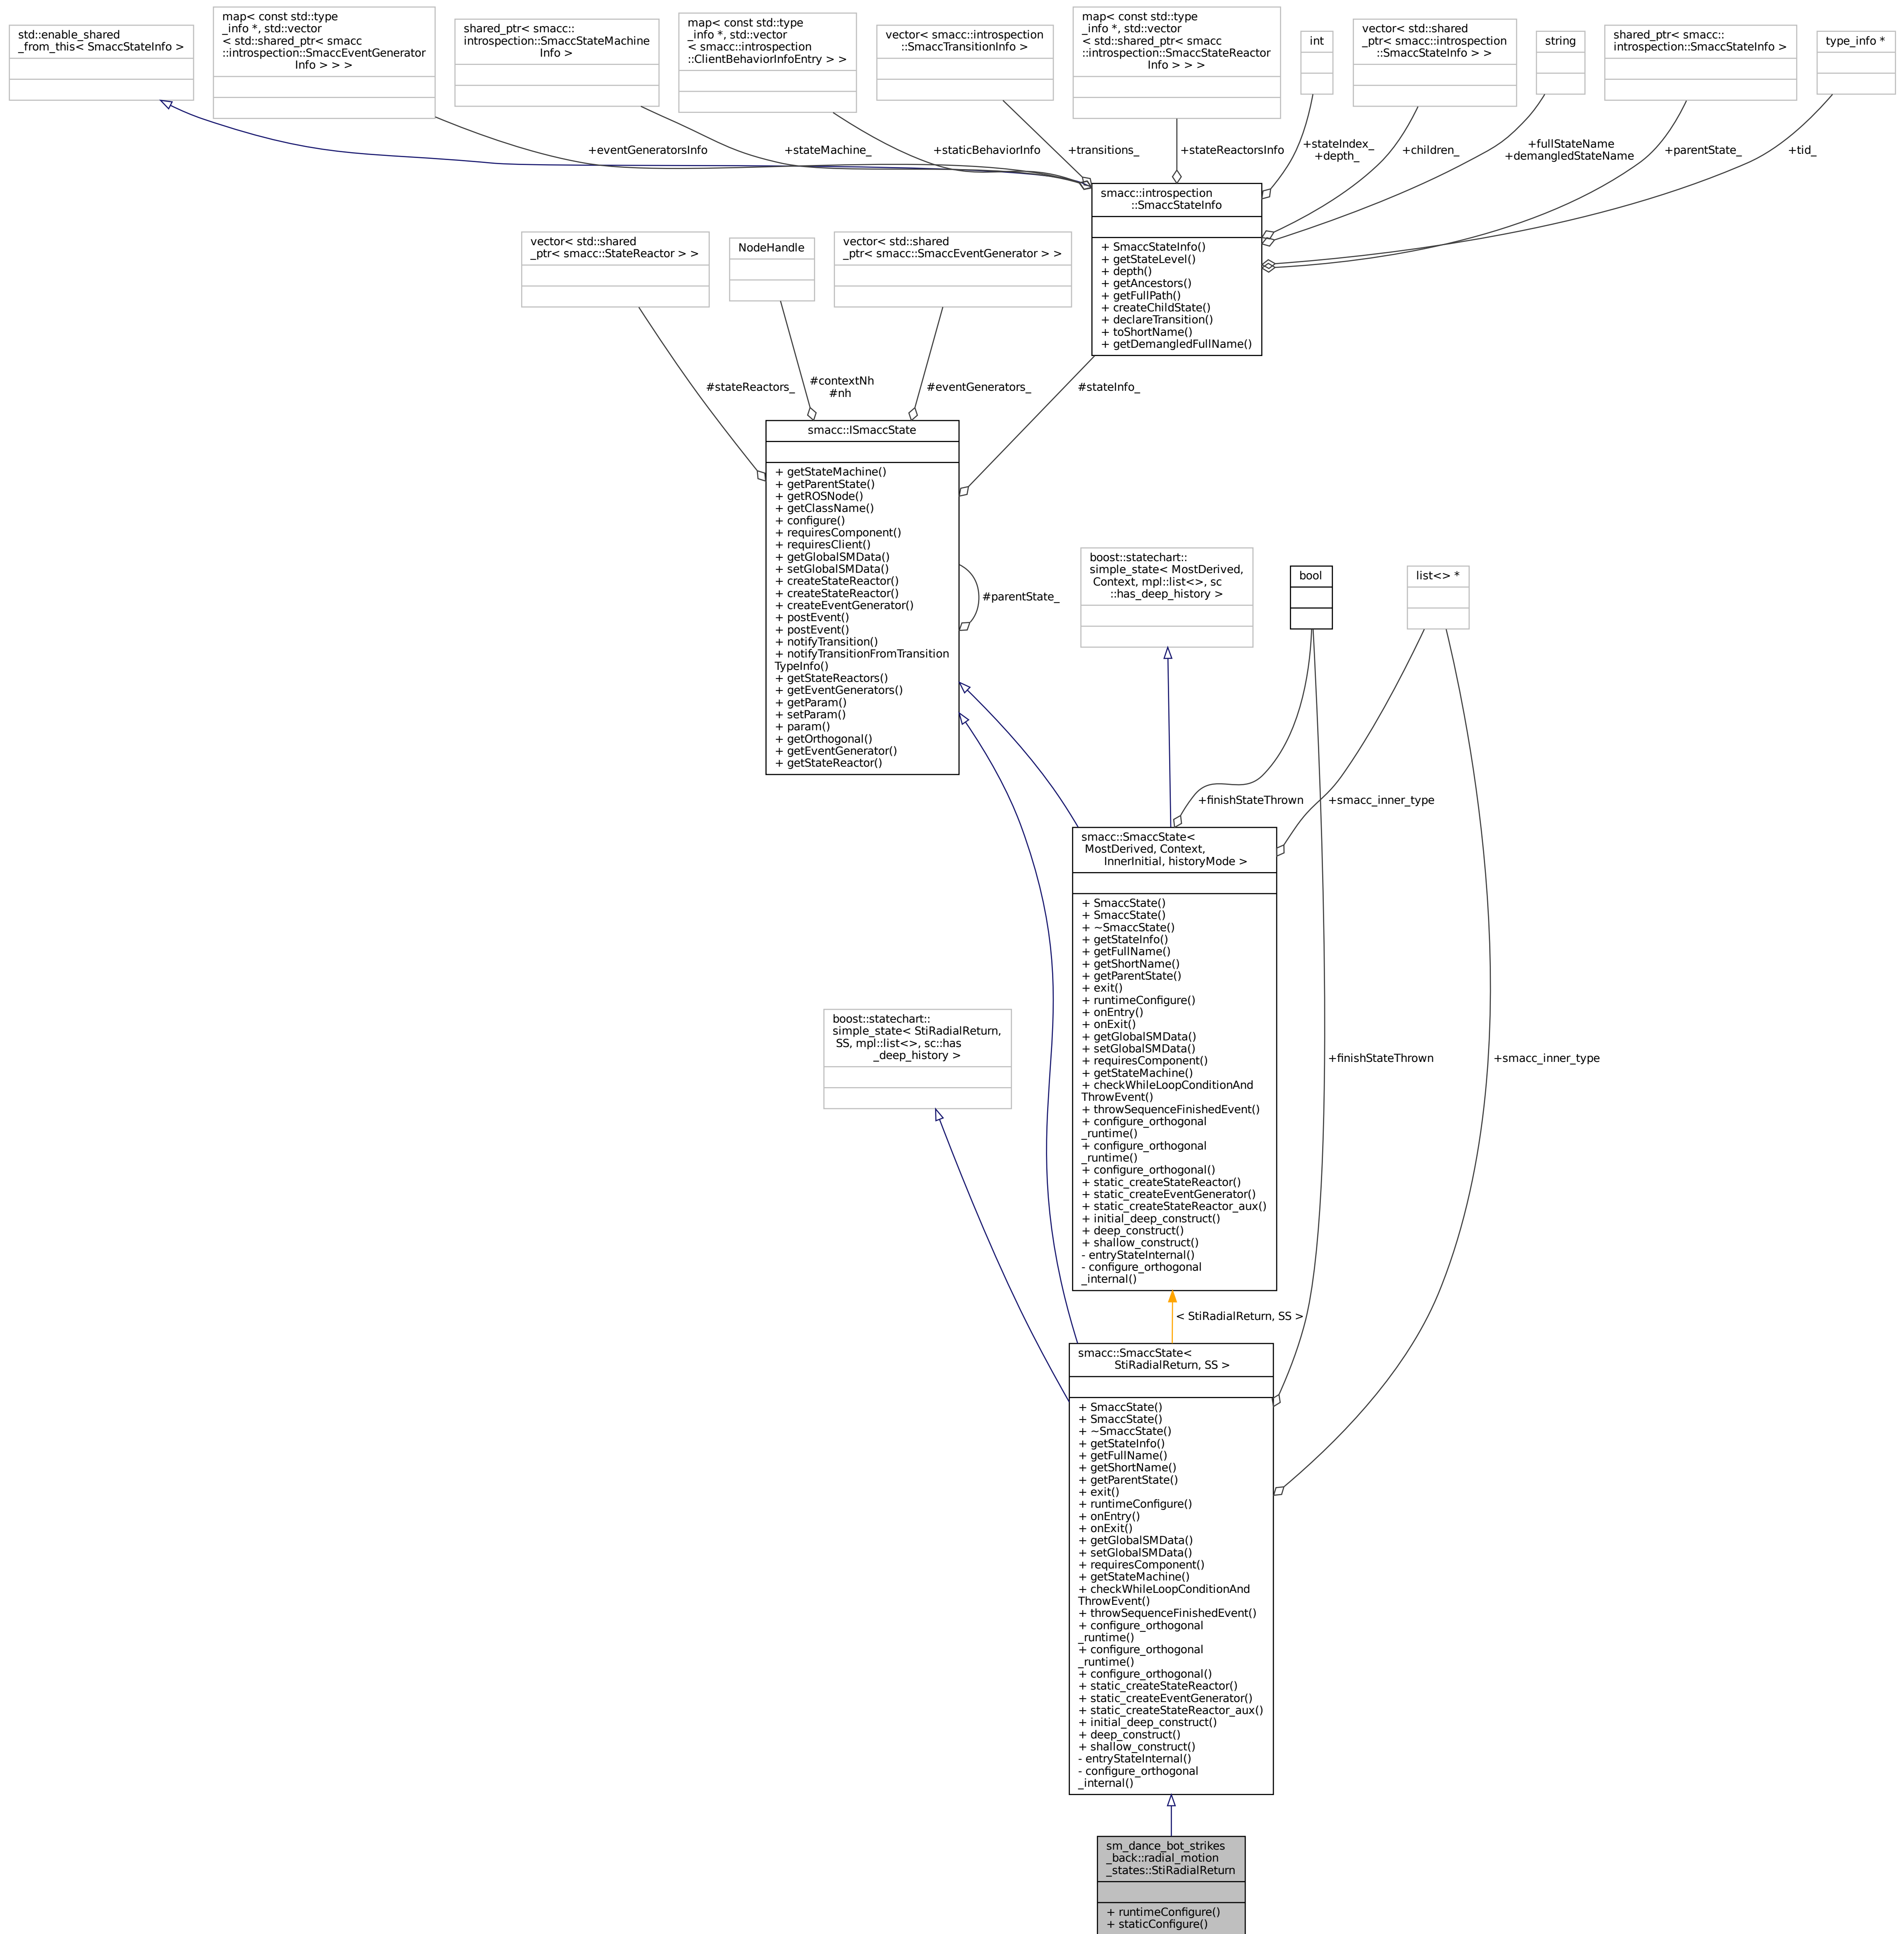 std::enable_shared
_from_this< SmaccStateInfo >
map< const std::type
_info *, std::vector
< std::shared_ptr< smacc
::introspection::SmaccEventGenerator
Info > > >
shared_ptr< smacc::
introspection::SmaccStateMachine
Info >
map< const std::type
_info *, std::vector
< smacc::introspection
::ClientBehaviorInfoEntry > >
vector< smacc::introspection
::SmaccTransitionInfo >
map< const std::type
_info *, std::vector
< std::shared_ptr< smacc
::introspection::SmaccStateReactor
Info > > >
int
vector< std::shared
_ptr< smacc::introspection
::SmaccStateInfo > >
string
shared_ptr< smacc::
introspection::SmaccStateInfo >
type_info *
+eventGeneratorsInfo
+stateMachine_
+staticBehaviorInfo
+transitions_
+stateReactorsInfo
+stateIndex_
+depth_
+children_
+fullStateName
+demangledStateName
+parentState_
+tid_
smacc::introspection
::SmaccStateInfo
+ SmaccStateInfo()
+ getStateLevel()
+ depth()
+ getAncestors()
+ getFullPath()
+ createChildState()
+ declareTransition()
+ toShortName()
+ getDemangledFullName()
vector< std::shared
_ptr< smacc::StateReactor > >
NodeHandle
vector< std::shared
_ptr< smacc::SmaccEventGenerator > >
#stateReactors_
#contextNh
#nh
#eventGenerators_
#stateInfo_
smacc::ISmaccState
+ getStateMachine()
+ getParentState()
+ getROSNode()
+ getClassName()
+ configure()
+ requiresComponent()
+ requiresClient()
+ getGlobalSMData()
+ setGlobalSMData()
+ createStateReactor()
+ createStateReactor()
+ createEventGenerator()
+ postEvent()
+ postEvent()
+ notifyTransition()
+ notifyTransitionFromTransition
TypeInfo()
+ getStateReactors()
+ getEventGenerators()
+ getParam()
+ setParam()
+ param()
+ getOrthogonal()
+ getEventGenerator()
+ getStateReactor()
#parentState_
boost::statechart::
simple_state< MostDerived,
Context, mpl::list<>, sc
::has_deep_history >
bool
list<> *
+finishStateThrown
+smacc_inner_type
smacc::SmaccState<
MostDerived, Context,
InnerInitial, historyMode >
+ SmaccState()
+ SmaccState()
+ ~SmaccState()
+ getStateInfo()
+ getFullName()
+ getShortName()
+ getParentState()
+ exit()
+ runtimeConfigure()
+ onEntry()
+ onExit()
+ getGlobalSMData()
+ setGlobalSMData()
+ requiresComponent()
+ getStateMachine()
+ checkWhileLoopConditionAnd
ThrowEvent()
+ throwSequenceFinishedEvent()
+ configure_orthogonal
_runtime()
+ configure_orthogonal
_runtime()
+ configure_orthogonal()
+ static_createStateReactor()
+ static_createEventGenerator()
+ static_createStateReactor_aux()
+ initial_deep_construct()
+ deep_construct()
+ shallow_construct()
- entryStateInternal()
- configure_orthogonal
_internal()
boost::statechart::
simple_state< StiRadialReturn,
SS, mpl::list<>, sc::has
_deep_history >
+finishStateThrown
+smacc_inner_type
< StiRadialReturn, SS >
smacc::SmaccState<
StiRadialReturn, SS >
+ SmaccState()
+ SmaccState()
+ ~SmaccState()
+ getStateInfo()
+ getFullName()
+ getShortName()
+ getParentState()
+ exit()
+ runtimeConfigure()
+ onEntry()
+ onExit()
+ getGlobalSMData()
+ setGlobalSMData()
+ requiresComponent()
+ getStateMachine()
+ checkWhileLoopConditionAnd
ThrowEvent()
+ throwSequenceFinishedEvent()
+ configure_orthogonal
_runtime()
+ configure_orthogonal
_runtime()
+ configure_orthogonal()
+ static_createStateReactor()
+ static_createEventGenerator()
+ static_createStateReactor_aux()
+ initial_deep_construct()
+ deep_construct()
+ shallow_construct()
- entryStateInternal()
- configure_orthogonal
_internal()
sm_dance_bot_strikes
_back::radial_motion
_states::StiRadialReturn
+ runtimeConfigure()
+ staticConfigure()